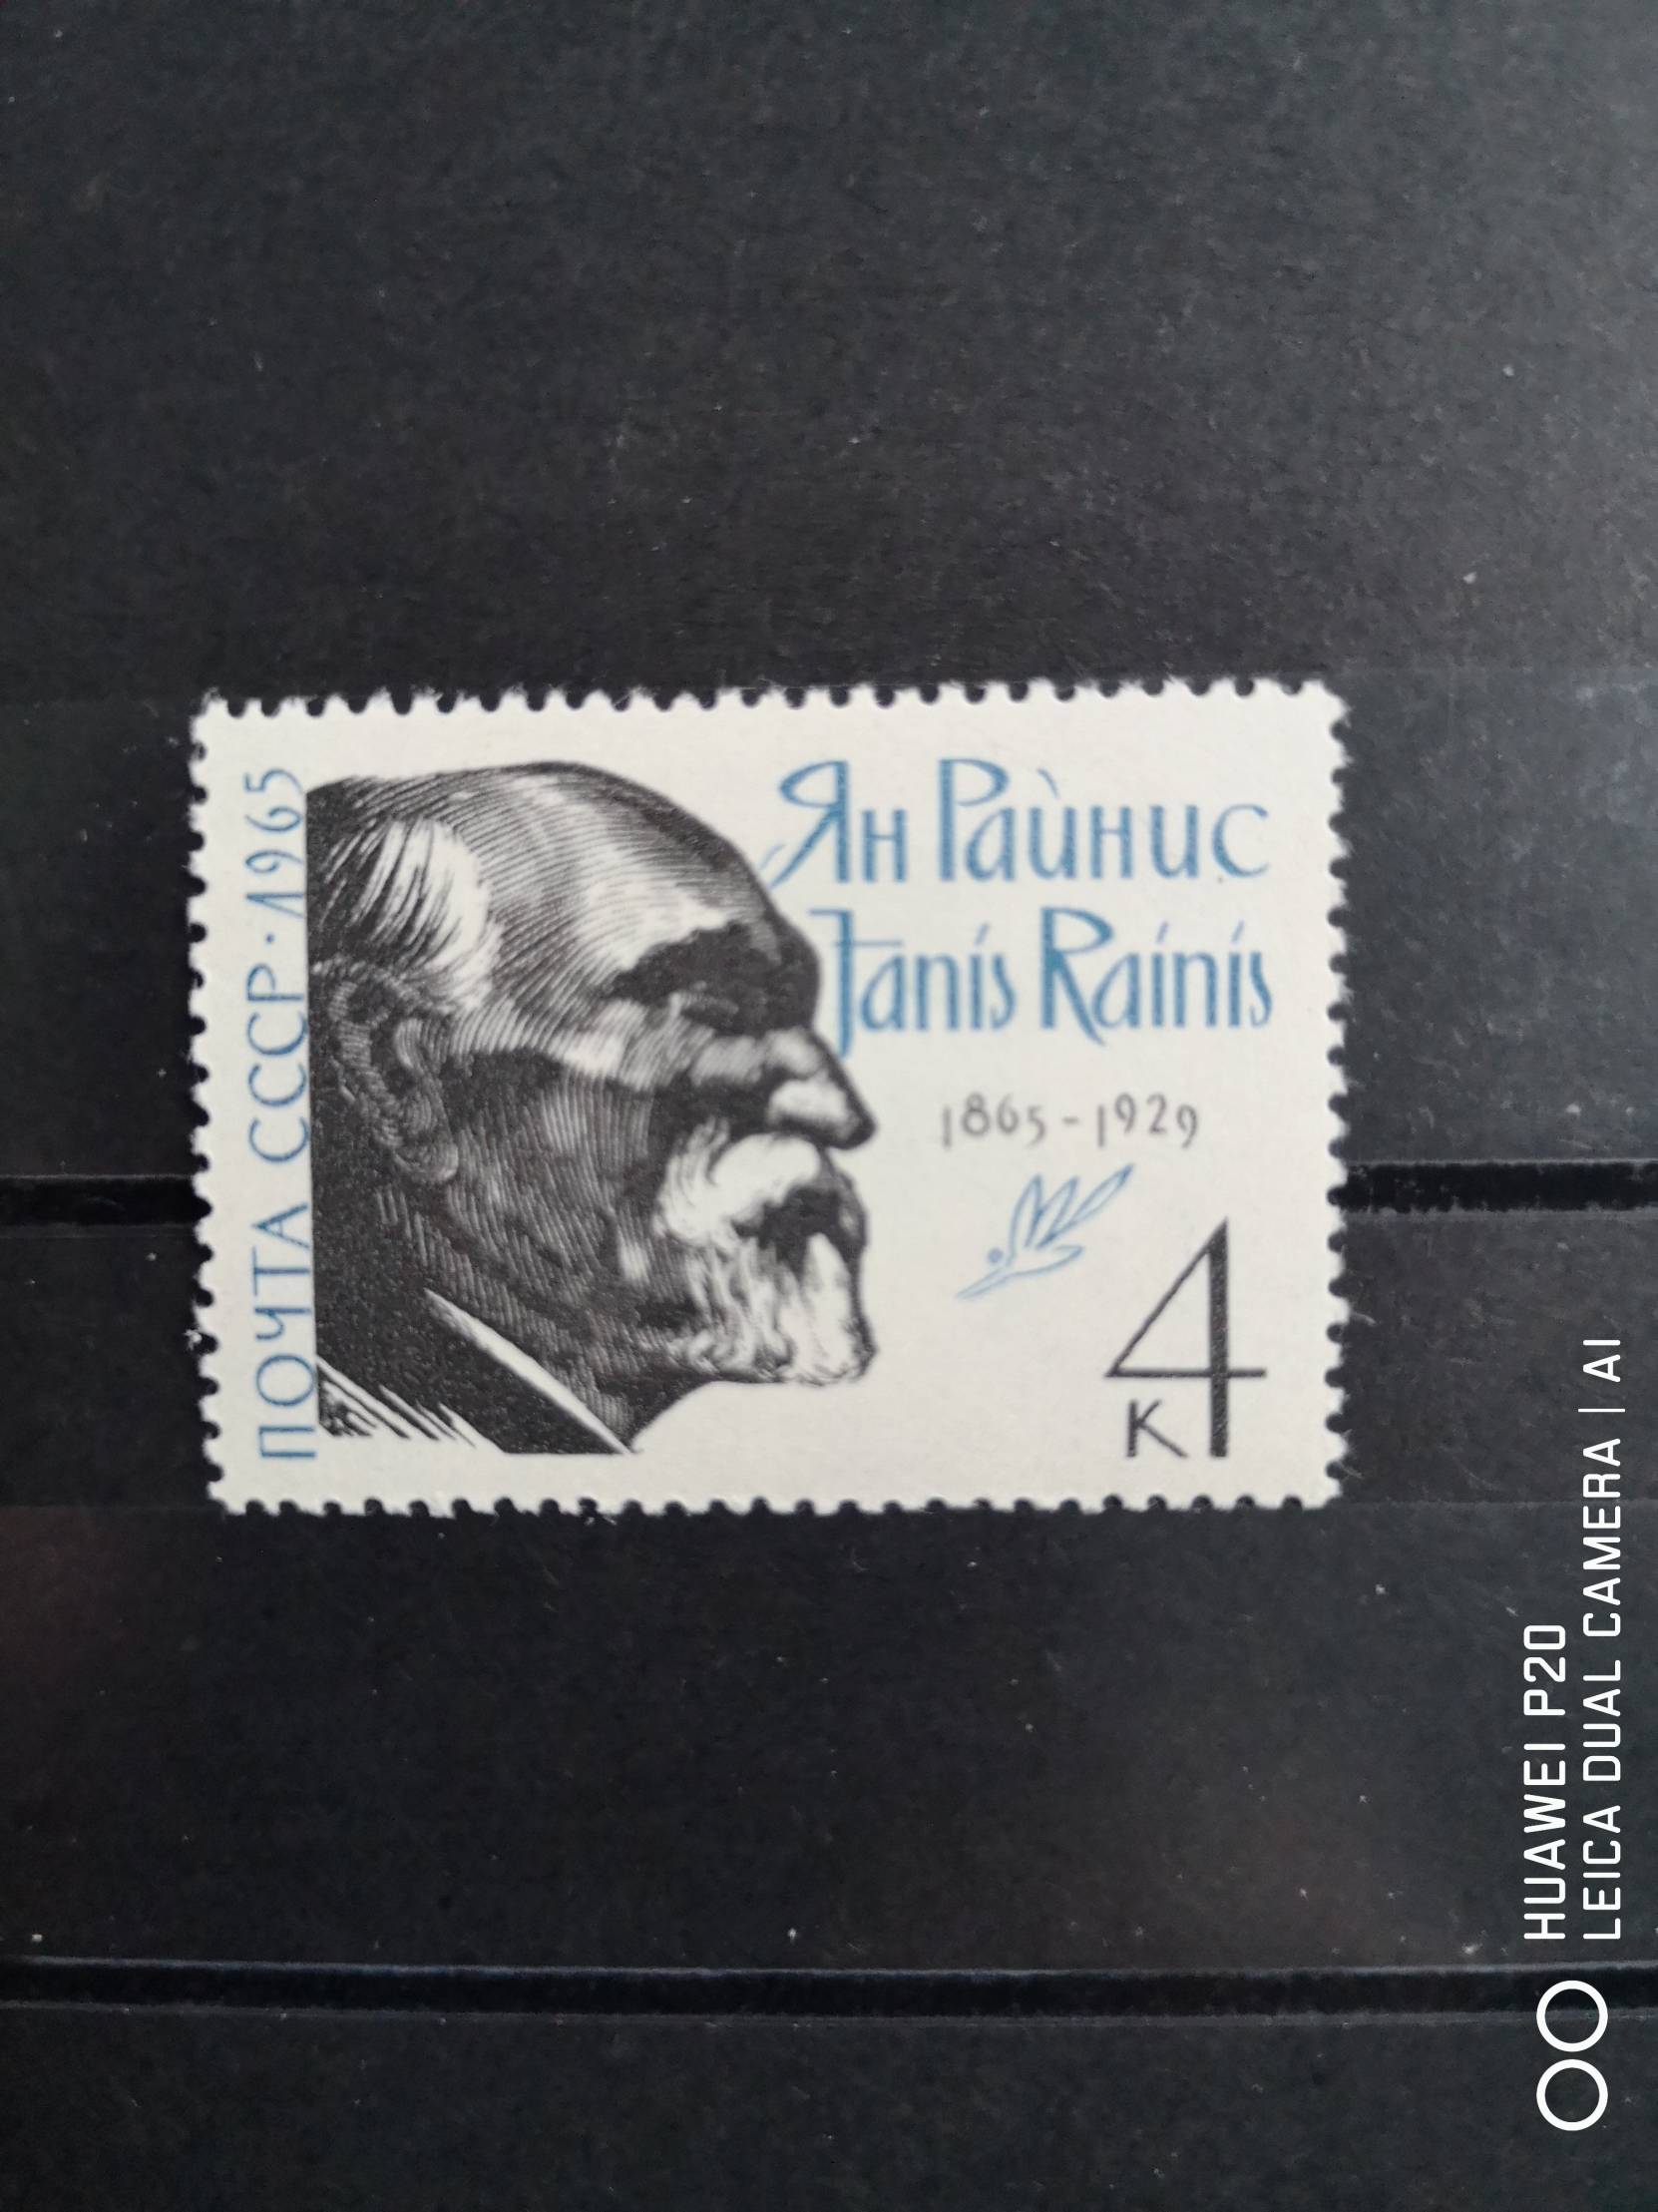 ПОЧТА СССР·1965
Ян Райнис
Janis Rainis
1865-1929
4
к
HUAWEI P20
LEICA DUAL CAMERA | AI